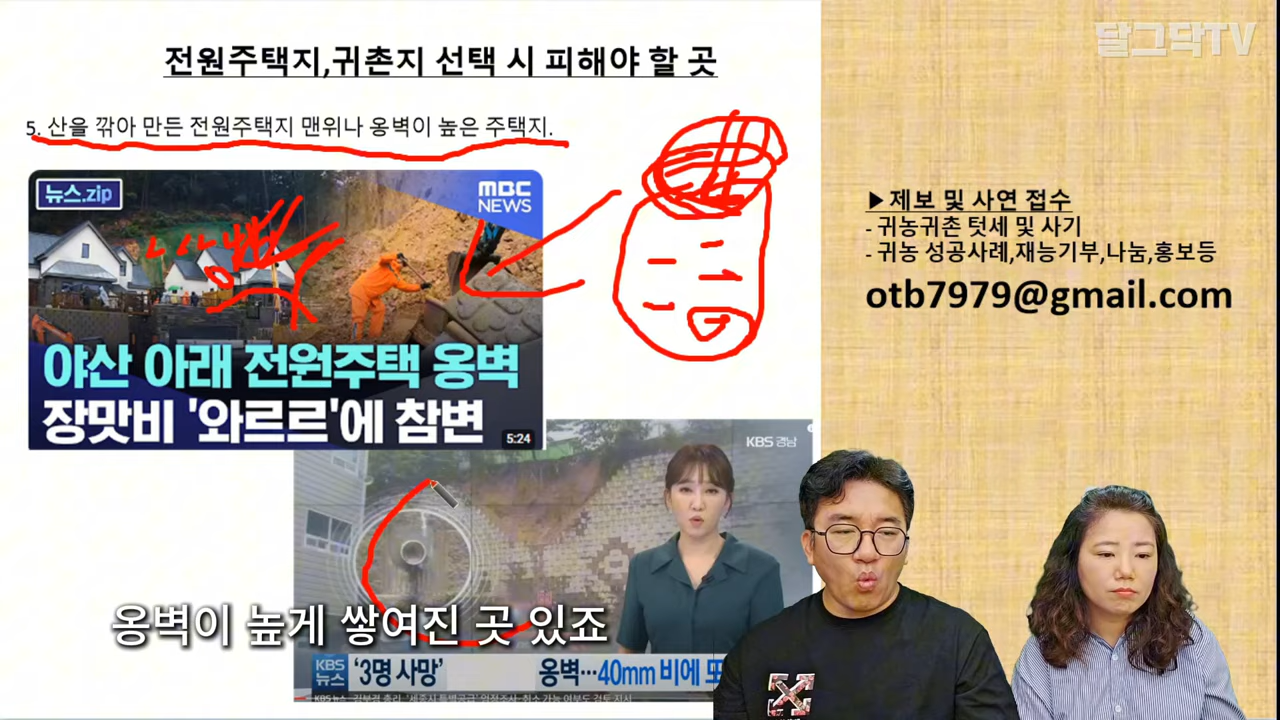 달그닥TV
전원주택지,귀촌지 선택 시 피해야 할 곳
5. 산을 깎아 만든 전원주택지 맨위나 옹벽이 높은 주택지.
뉴스.zip
MBC
NEWS
야산 아래 전원주택 옹벽
장맛비 '와르르'에 참변
5:24
▶제보 및 사연 접수
- 귀농귀촌 텃세 및 사기
- 귀농 성공사례,재능기부,나눔,홍보등
otb7979@gmail.com
KBS 경남
옹벽이 높게 쌓여진 곳 있죠
KBS
뉴스
‘3명 사망’ 옹벽…40mm 비에 또